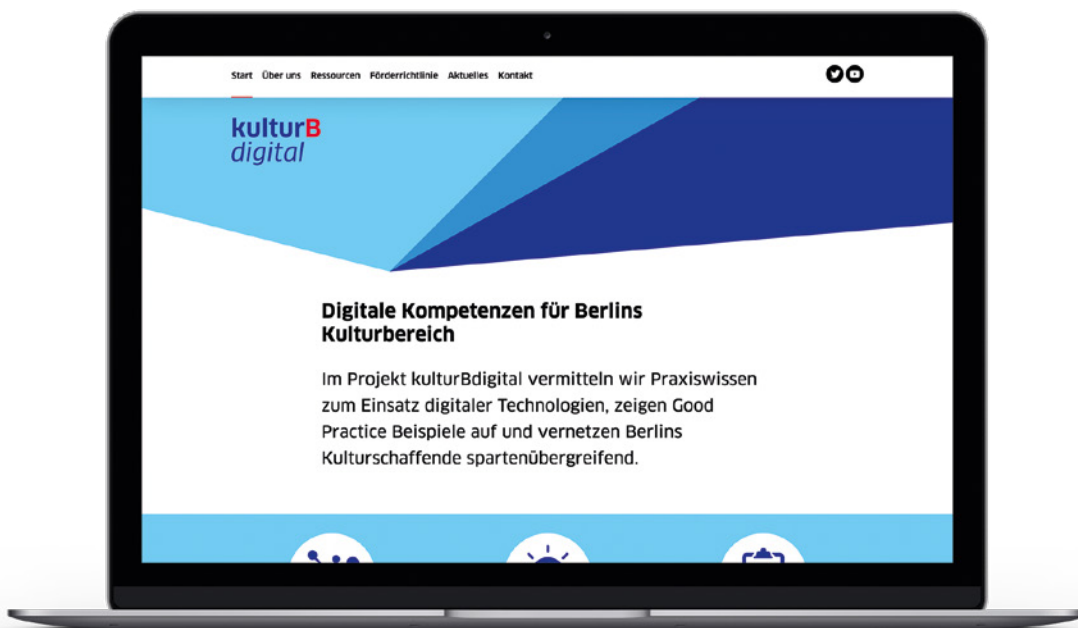 Start Über uns Ressourcen Förderrichtlinie Aktuelles Kontakt
kulturB
digital
Digitale Kompetenzen für Berlins
Kulturbereich
Im Projekt kulturBdigital vermitteln wir Praxiswissen
zum Einsatz digitaler Technologien, zeigen Good
Practice Beispiele auf und vernetzen Berlins
Kulturschaffende spartenübergreifend.